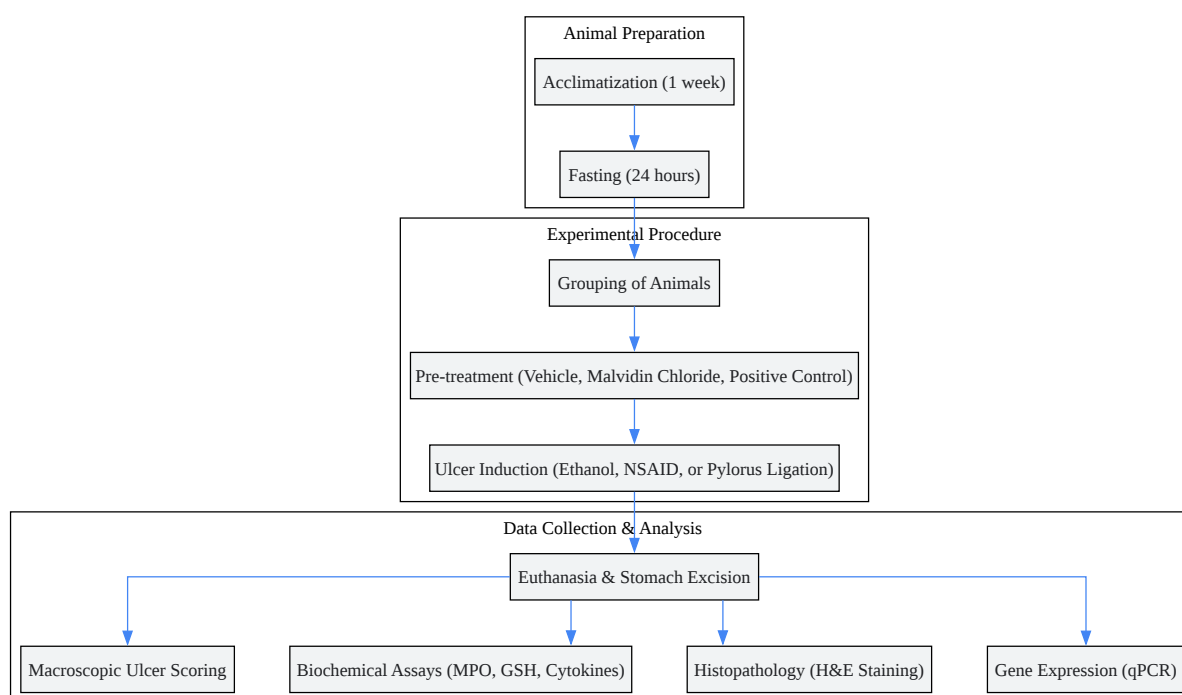 Animal Preparation
Acclimatization (1 week)
Fasting (24 hours)
Experimental Procedure
Grouping of Animals
Pre-treatment (Vehicle, Malvidin Chloride, Positive Control)
Ulcer Induction (Ethanol, NSAID, or Pylorus Ligation)
Data Collection & Analysis
Euthanasia & Stomach Excision
Macroscopic Ulcer Scoring
Biochemical Assays (MPO, GSH, Cytokines)
Histopathology (H&E Staining)
Gene Expression (qPCR)